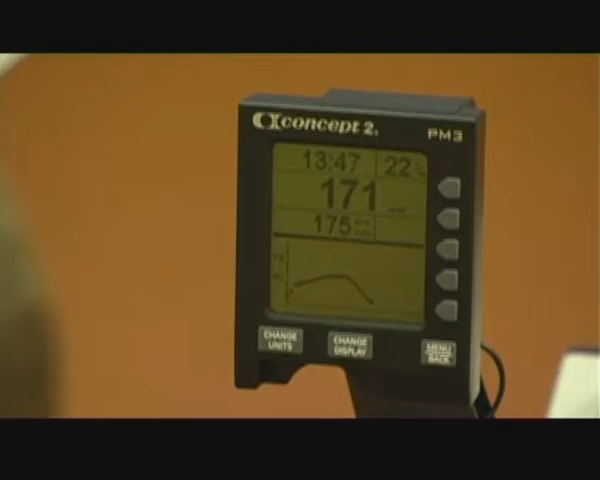 concept 2.
PM3
13:47 22
171
175
CHANGE UNITS
CHANGE DISPLAY
MENU BACK